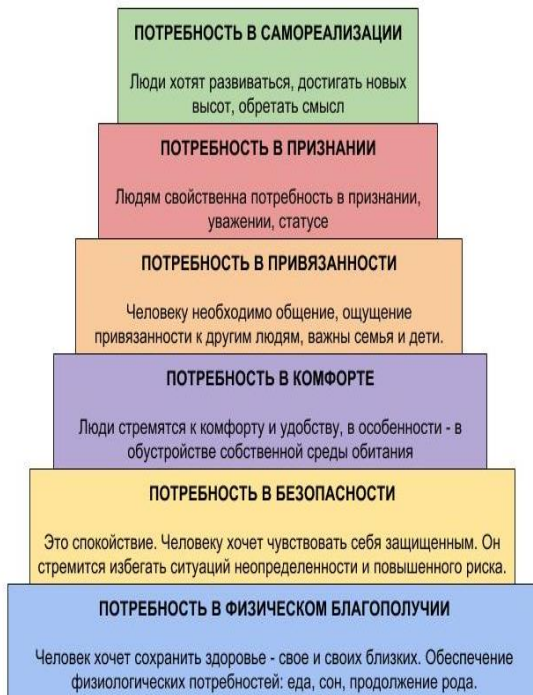 ПОТРЕБНОСТЬ В САМОРЕАЛИЗАЦИИ
Люди хотят развиваться, достигать новых
высот, обретать смысл
ПОТРЕБНОСТЬ В ПРИЗНАНИИ
Людям свойственна потребность в признании,
уважении, статусе
ПОТРЕБНОСТЬ В ПРИВЯЗАННОСТИ
Человеку необходимо общение, ощущение
привязанности к другим людям, важны семья и дети.
ПОТРЕБНОСТЬ В КОМФОРТЕ
Люди стремятся к комфорту и удобству, в особенности - в
обустройстве собственной среды обитания
ПОТРЕБНОСТЬ В БЕЗОПАСНОСТИ
Это спокойствие. Человеку хочет чувствовать себя защищенным. Он
стремится избегать ситуаций неопределенности и повышенного риска.
ПОТРЕБНОСТЬ В ФИЗИЧЕСКОМ БЛАГОПОЛУЧИИ
Человек хочет сохранить здоровье - свое и своих близких. Обеспечение
физиологических потребностей: еда, сон, продолжение рода.